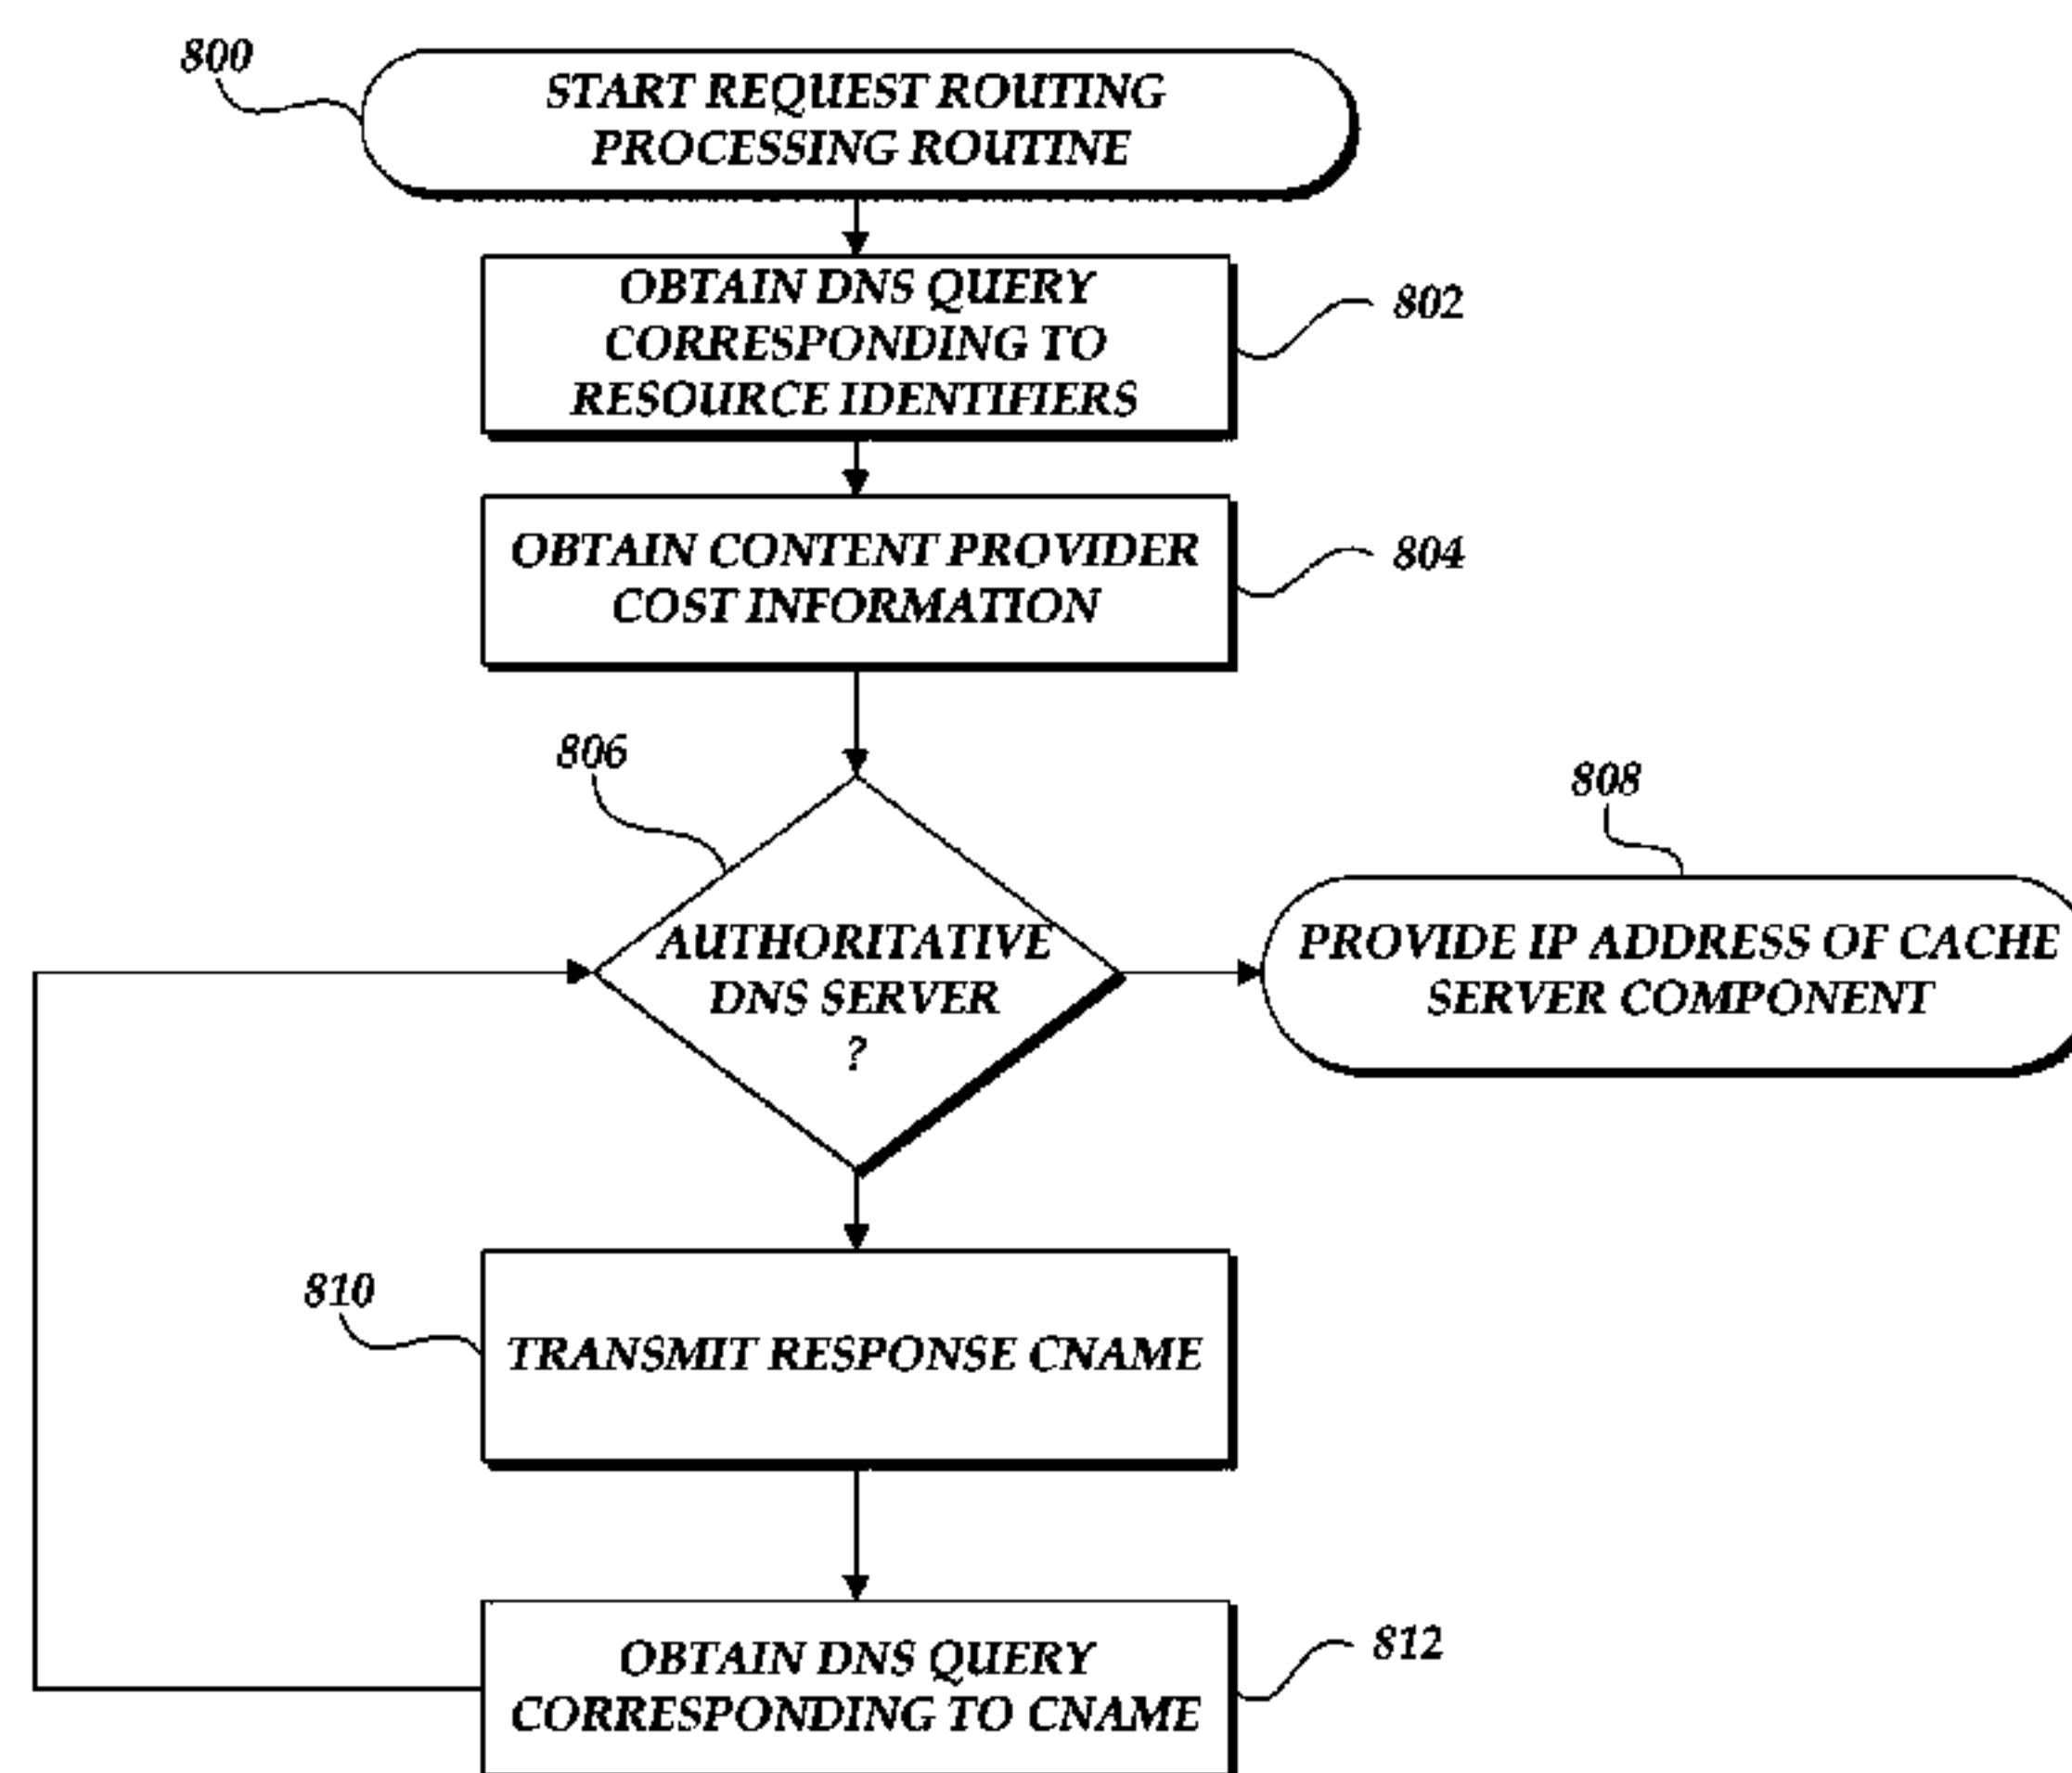 800
START REQUEST ROUTING
PROCESSING ROUTINE
OBTAIN DNS QUERY
CORRESPONDING TO
RESOURCE IDENTIFIERS
802
OBTAIN CONTENT PROVIDER
COST INFORMATION
804
806
808
AUTHORITATIVE
DNS SERVER
?
PROVIDE IP ADDRESS OF CACHE
SERVER COMPONENT
810
TRANSMIT RESPONSE CNAME
OBTAIN DNS QUERY
CORRESPONDING TO CNAME
812